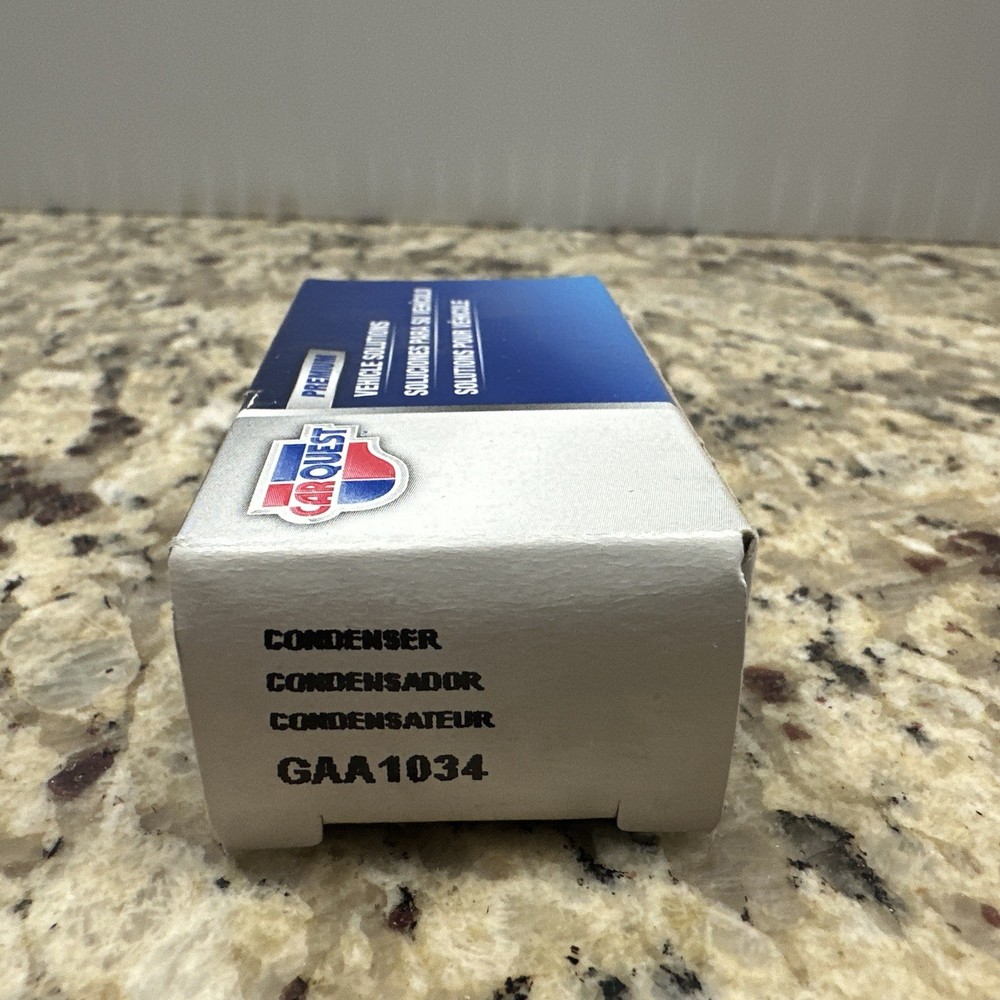 PREMIUM
VEHICLE SOLUTIONS
SOLUCIONES PARA SU VEHÍCULO
SOLUTIONS POUR VÉHICULE
CARQUEST
CONDENSER
CONDENSADOR
CONDENSATEUR
GAA1034